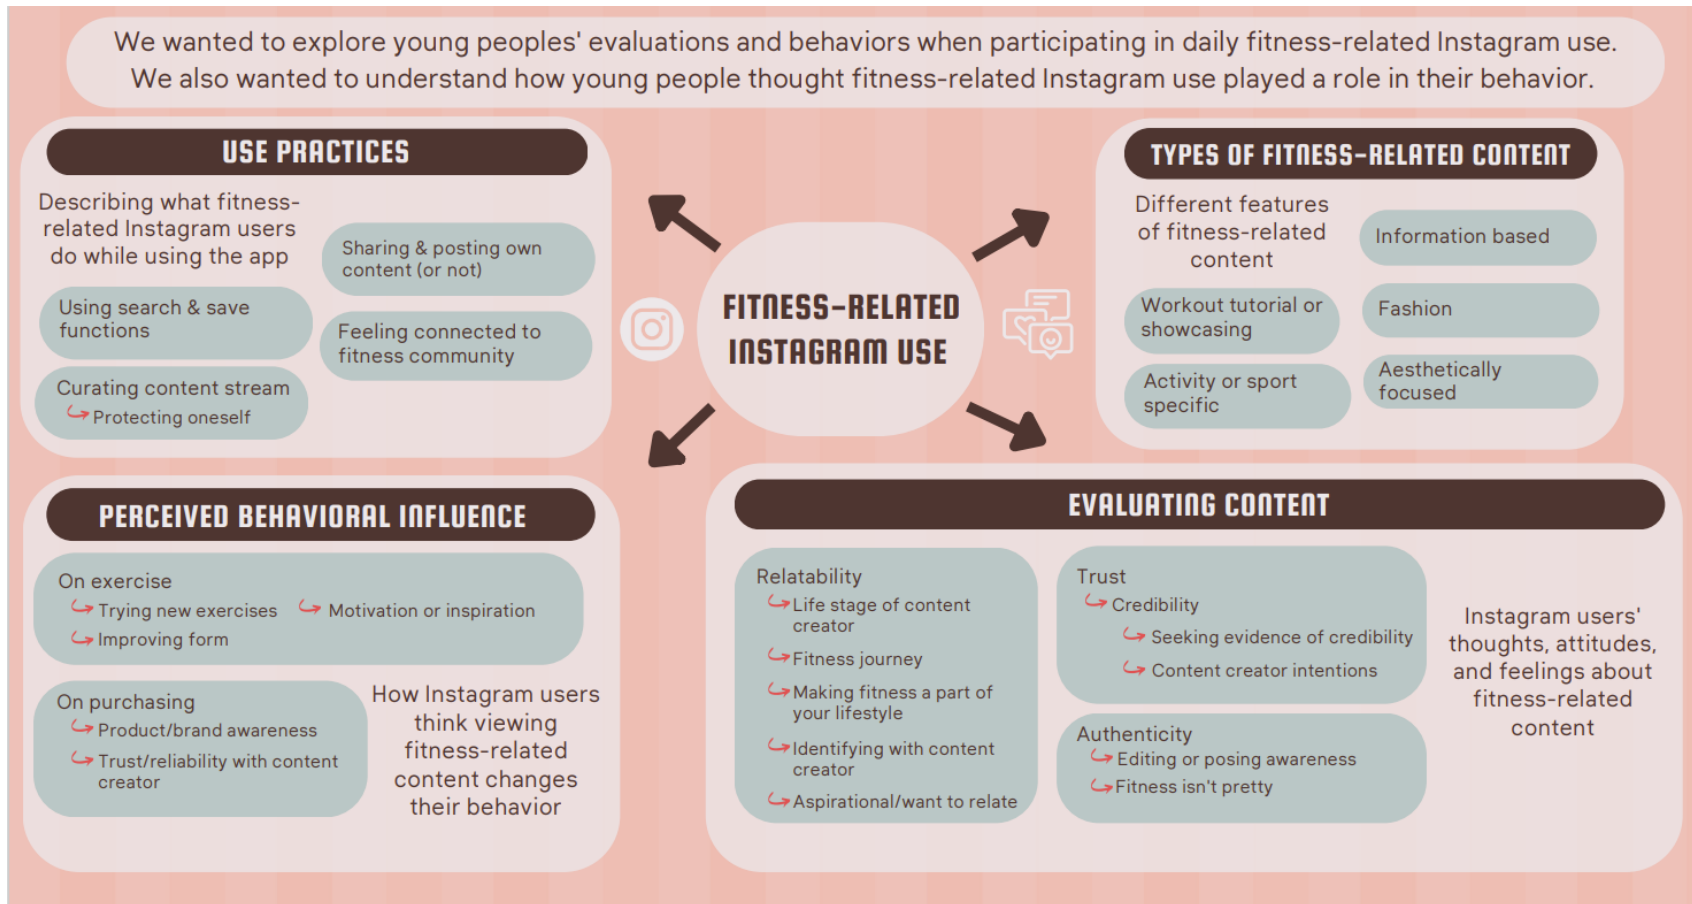 We wanted to explore young peoples' evaluations and behaviors when participating in daily fitness-related Instagram use.
We also wanted to understand how young people thought fitness-related Instagram use played a role in their behavior.
USE PRACTICES
Describing what fitness-
related Instagram users
do while using the app
Using search & save
functions
Curating content stream
Protecting oneself
Sharing & posting own
content (or not)
Feeling connected to
fitness community
FITNESS-RELATED
INSTAGRAM USE
TYPES OF FITNESS-RELATED CONTENT
Different features
of fitness-related
content
Workout tutorial or
showcasing
Activity or sport
specific
Information based
Fashion
Aesthetically
focused
PERCEIVED BEHAVIORAL INFLUENCE
On exercise
Trying new exercises
Motivation or inspiration
Improving form
On purchasing
Product/brand awareness
Trust/reliability with content
creator
How Instagram users
think viewing
fitness-related
content changes
their behavior
EVALUATING CONTENT
Relatability
Life stage of content
creator
Fitness journey
Making fitness a part of
your lifestyle
Identifying with content
creator
Aspirational/want to relate
Trust
Credibility
Seeking evidence of credibility
Content creator intentions
Authenticity
Editing or posing awareness
Fitness isn't pretty
Instagram users'
thoughts, attitudes,
and feelings about
fitness-related
content